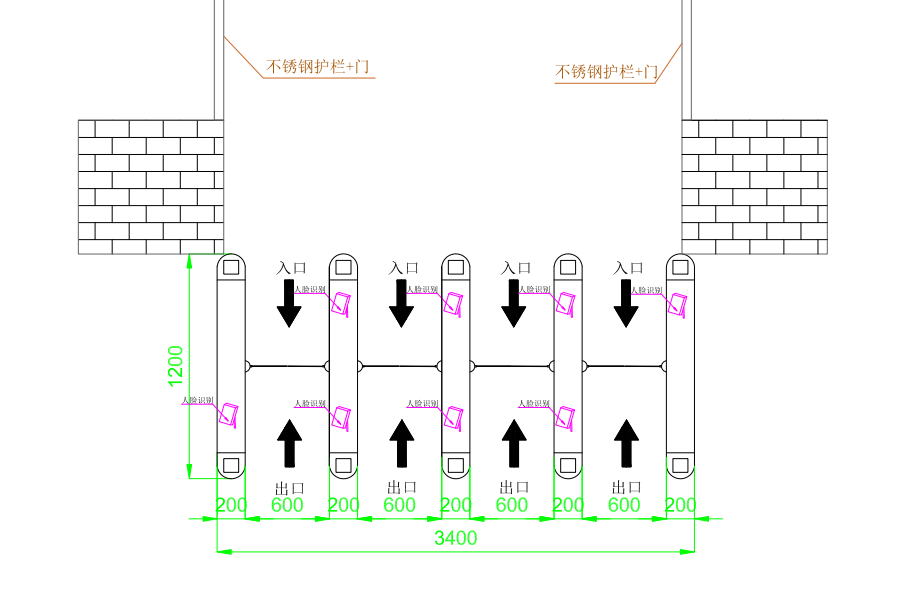 不锈钢护栏+门
不锈钢护栏+门
入口 入口 入口 入口
人脸识别 人脸识别 人脸识别 人脸识别
1200
人脸识别 人脸识别 人脸识别 人脸识别
出口 出口 出口 出口
200 600 200 600 200 600 200 600 200
3400